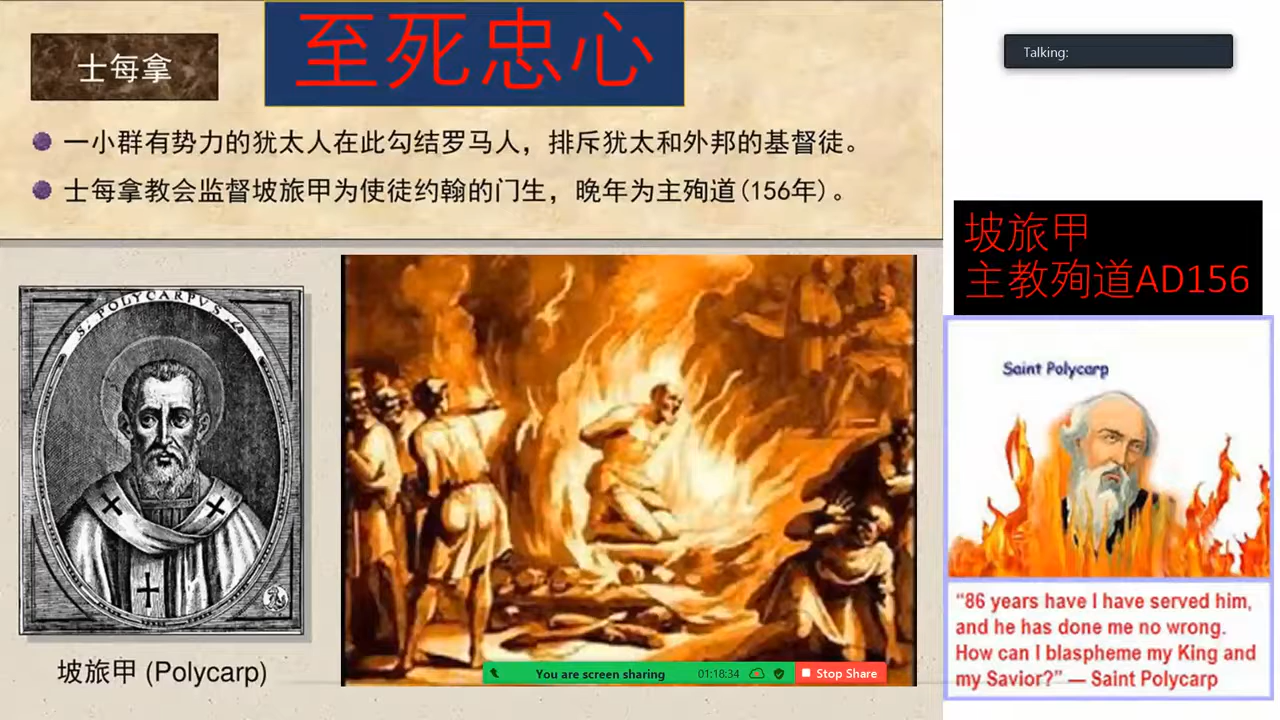 士每拿
至死忠心
一小群有势力的犹太人在此勾结罗马人，排斥犹太和外邦的基督徒。
士每拿教会监督坡旅甲为使徒约翰的门生，晚年为主殉道(156年)。
S. POLYCARPVS.
坡旅甲 (Polycarp)
You are screen sharing
01:18:34
Stop Share
Talking:
坡旅甲
主教殉道AD156
Saint Polycarp
“86 years have I have served him,
and he has done me no wrong.
How can I blaspheme my King and
my Savior?” — Saint Polycarp